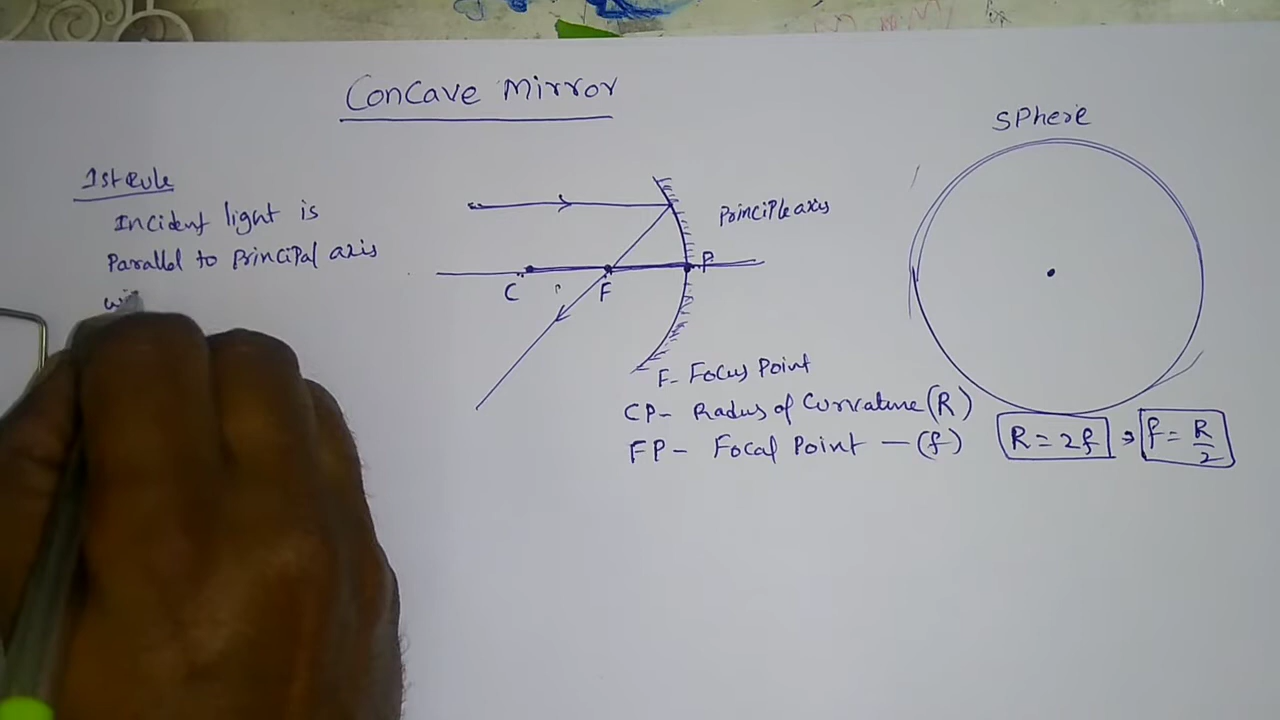 Concave Mirror
Sphere
1st Rule
Incident light is
Parallel to Principal axis
wi
Principle axis
C F P
F- Focus Point
CP- Radius of Curvature (R)
FP- Focal Point - (f)
R = 2f ⇒ f = R/2